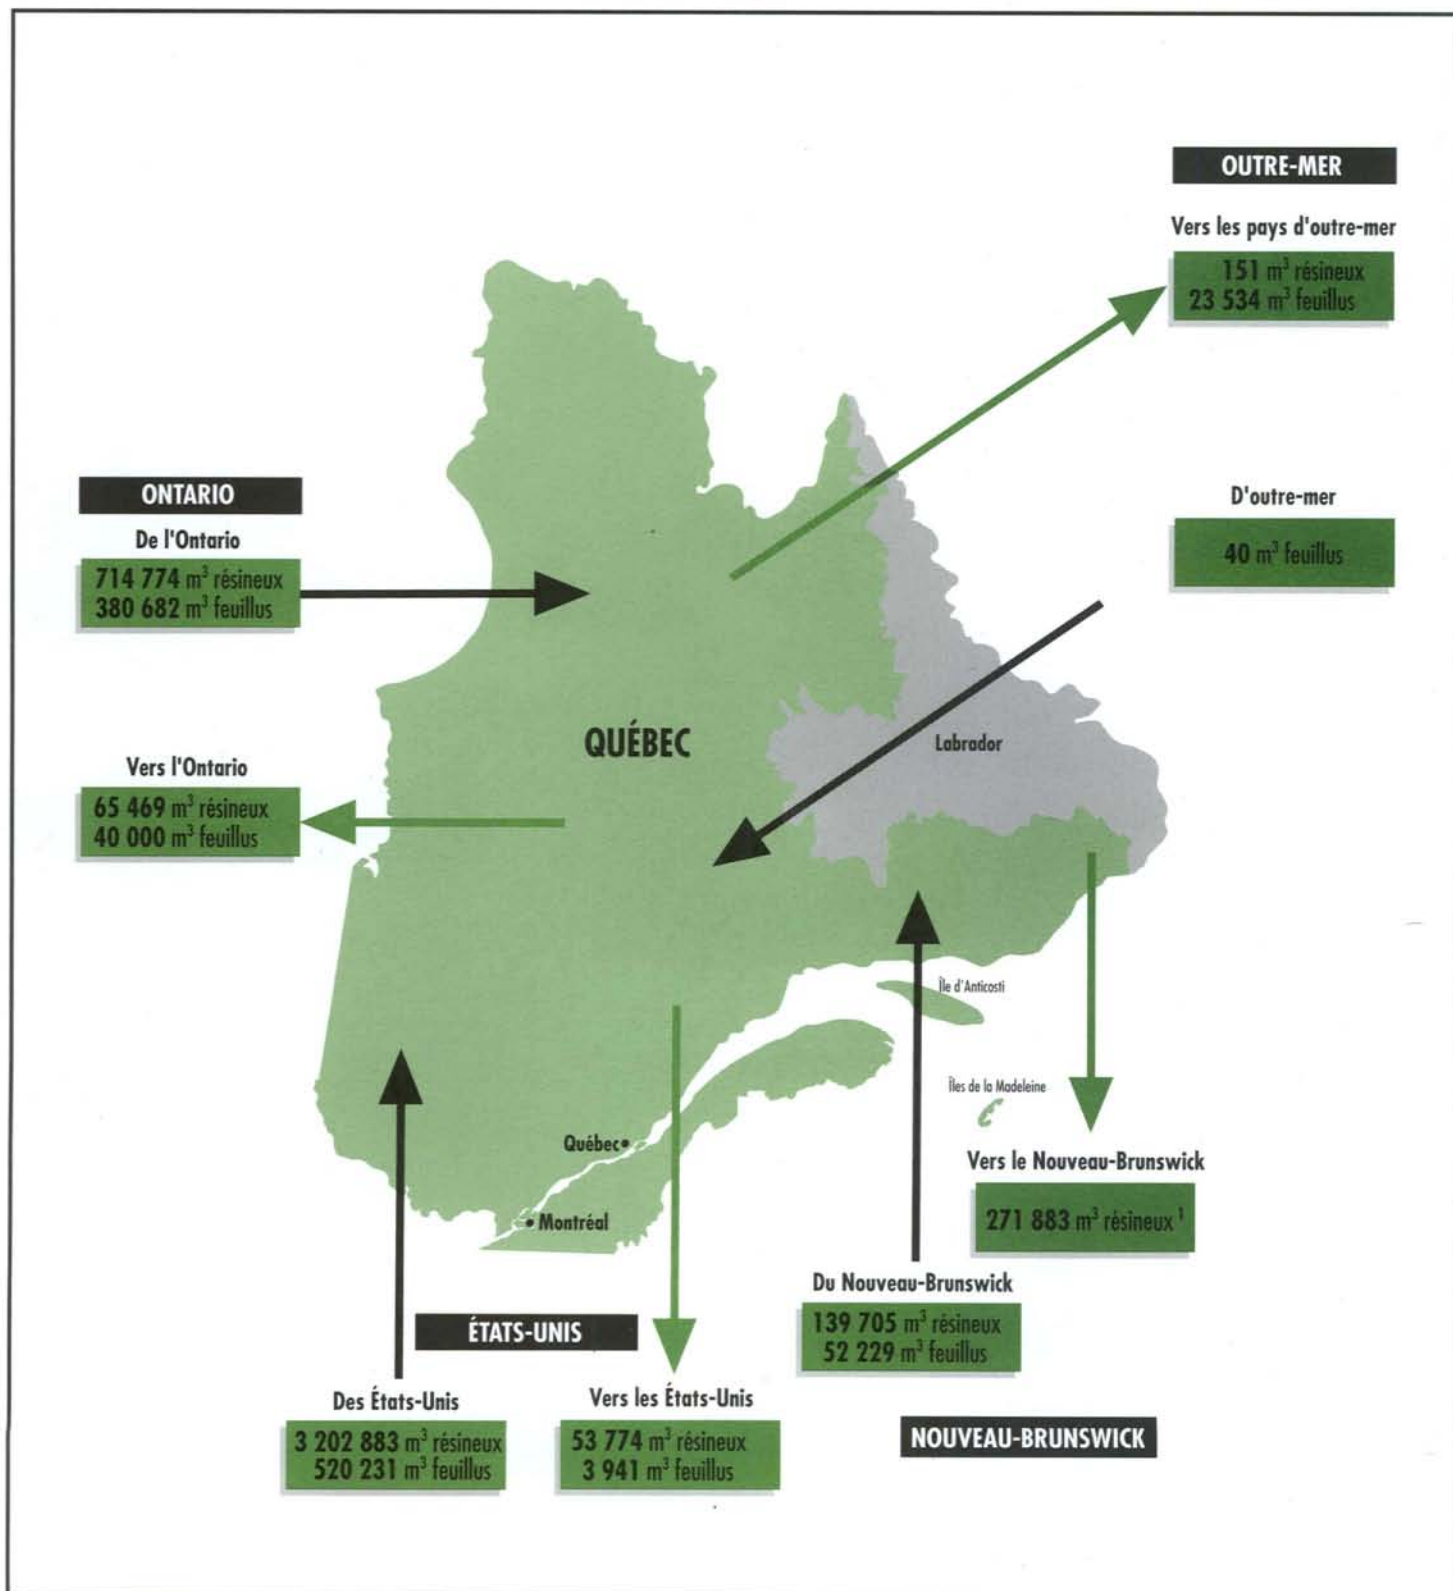 OUTRE-MER
Vers les pays d'outre-mer
151 m³ résineux
23 534 m³ feuillus
ONTARIO
De l'Ontario
714 774 m³ résineux
380 682 m³ feuillus
D'outre-mer
40 m³ feuillus
QUÉBEC
Labrador
Vers l'Ontario
65 469 m³ résineux
40 000 m³ feuillus
Île d'Anticosti
Îles de la Madeleine
Québec
Montréal
Vers le Nouveau-Brunswick
271 883 m³ résineux ¹
Du Nouveau-Brunswick
139 705 m³ résineux
52 229 m³ feuillus
ÉTATS-UNIS
Des États-Unis
3 202 883 m³ résineux
520 231 m³ feuillus
Vers les États-Unis
53 774 m³ résineux
3 941 m³ feuillus
NOUVEAU-BRUNSWICK